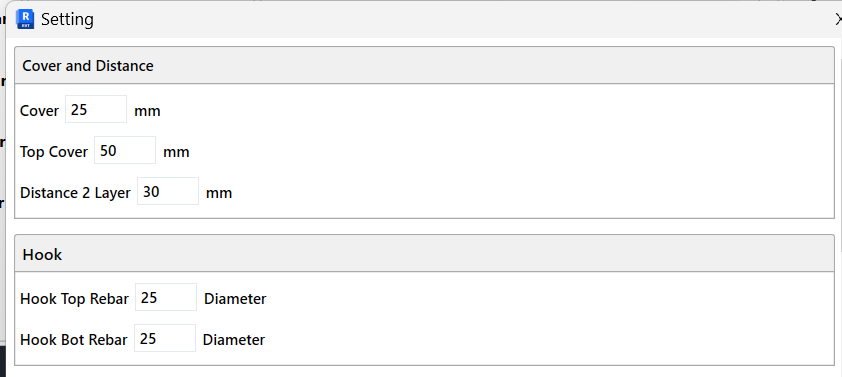 Setting
Cover and Distance
Cover 25 mm
Top Cover 50 mm
Distance 2 Layer 30 mm
Hook
Hook Top Rebar 25 Diameter
Hook Bot Rebar 25 Diameter